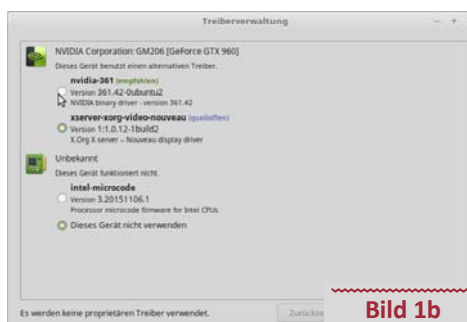 Treiberverwaltung
NVIDIA Corporation: GM206 [GeForce GTX 960]
Dieses Gerät benutzt einen alternativen Treiber.
nvidia-361 (empfohlen)
Version 361.42-0ubuntu2
NVIDIA binary driver - version 361.42
xserver-xorg-video-nouveau (quelloffen)
Version 1:1.0.12-1build2
X.Org X server -- Nouveau display driver
Unbekannt
Dieses Gerät funktioniert nicht.
intel-microcode
Version 3.20151106.1
Processor microcode firmware for Intel CPUs
Dieses Gerät nicht verwenden
Es werden keine proprietären Treiber verwendet.
Bild 1b